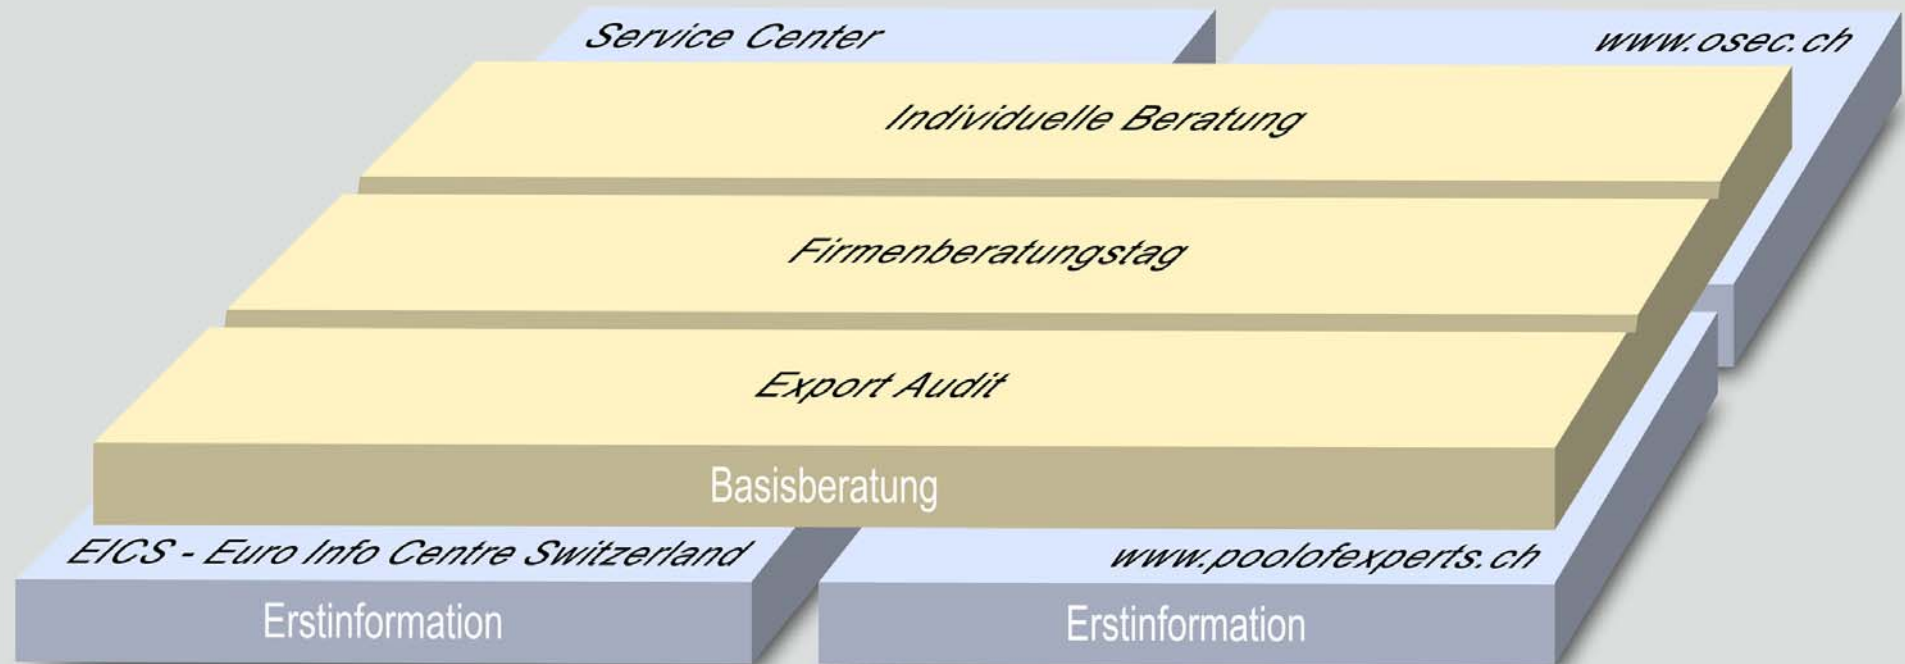 Service Center
www.osec.ch
Individuelle Beratung
Firmenberatungstag
Export Audit
Basisberatung
EICS - Euro Info Centre Switzerland
www.poolofexperts.ch
Erstinformation
Erstinformation